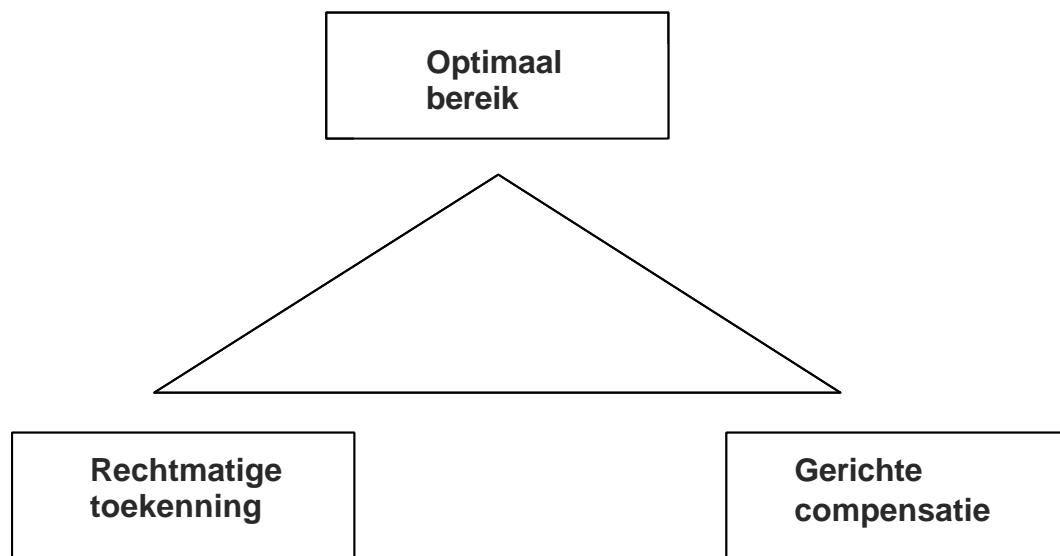 Optimaal
bereik
Rechtmatige
toekenning
Gerichte
compensatie